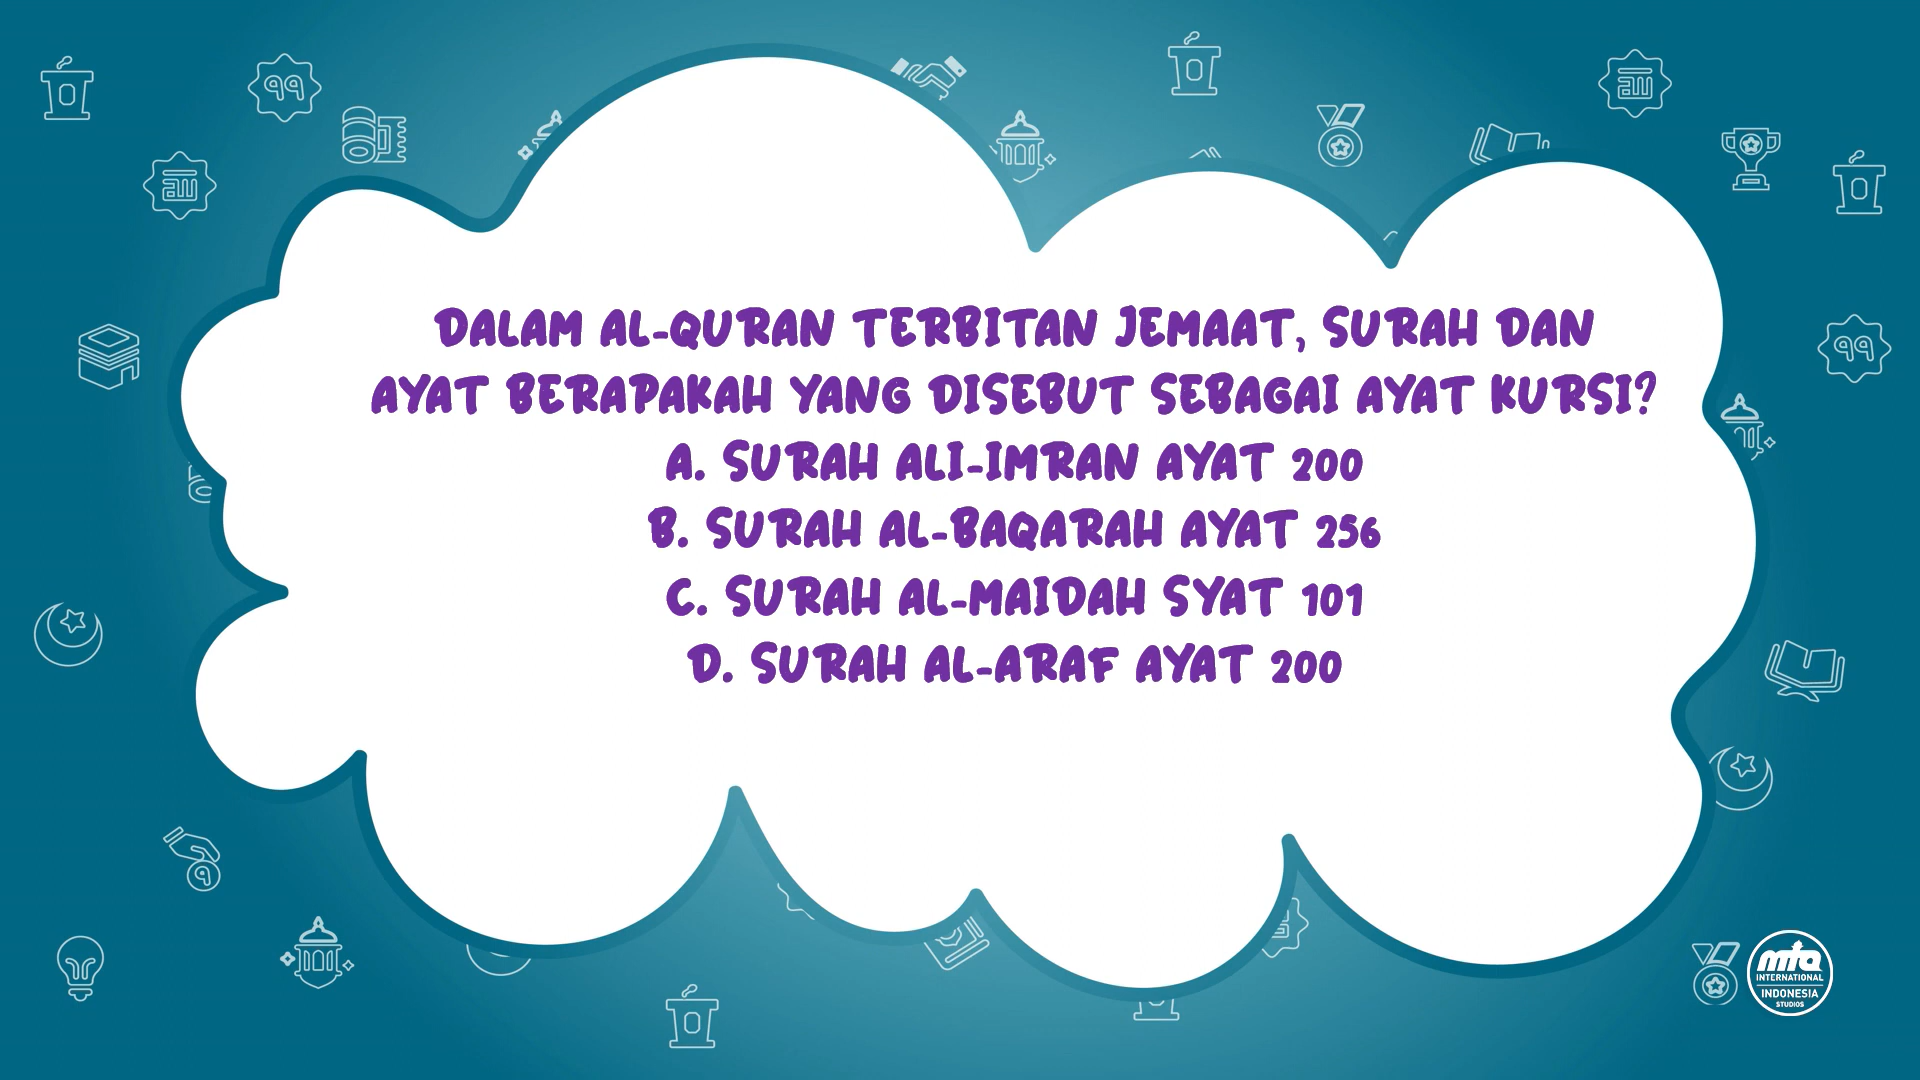 DALAM AL-QURAN TERBITAN JEMAAT, SURAH DAN
AYAT BERAPAKAH YANG DISEBUT SEBAGAI AYAT KURSI?
A. SURAH ALI-IMRAN AYAT 200
B. SURAH AL-BAQARAH AYAT 256
C. SURAH AL-MAIDAH SYAT 101
D. SURAH AL-ARAF AYAT 200
mta
INTERNATIONAL
INDONESIA
STUDIOS